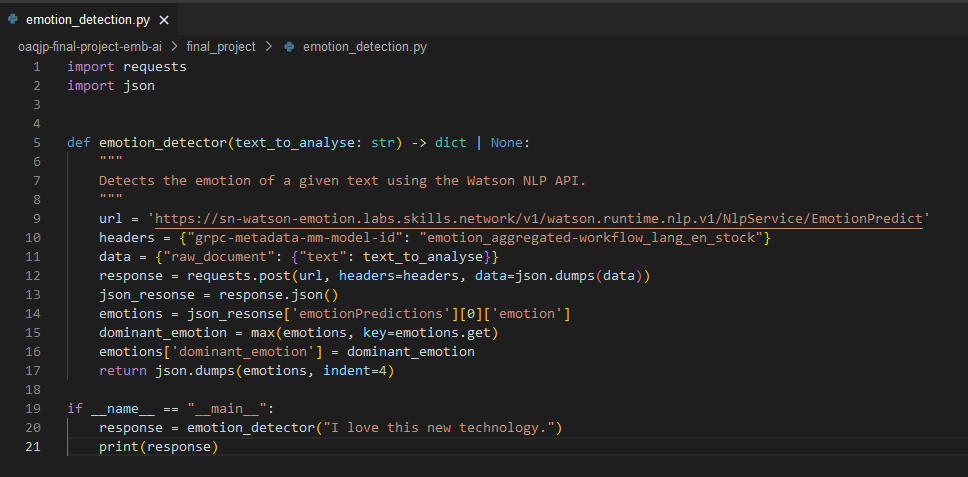 emotion_detection.py ×
oaqjp-final-project-emb-ai > final_project > emotion_detection.py
1 import requests
2 import json
3
4
5 def emotion_detector(text_to_analyse: str) -> dict | None:
6     """
7     Detects the emotion of a given text using the Watson NLP API.
8     """
9     url = 'https://sn-watson-emotion.labs.skills.network/v1/watson.runtime.nlp.v1/NlpService/EmotionPredict'
10     headers = {"grpc-metadata-mm-model-id": "emotion_aggregated-workflow_lang_en_stock"}
11     data = {"raw_document": {"text": text_to_analyse}}
12     response = requests.post(url, headers=headers, data=json.dumps(data))
13     json_resonse = response.json()
14     emotions = json_resonse['emotionPredictions'][0]['emotion']
15     dominant_emotion = max(emotions, key=emotions.get)
16     emotions['dominant_emotion'] = dominant_emotion
17     return json.dumps(emotions, indent=4)
18
19 if __name__ == "__main__":
20     response = emotion_detector("I love this new technology.")
21     print(response)